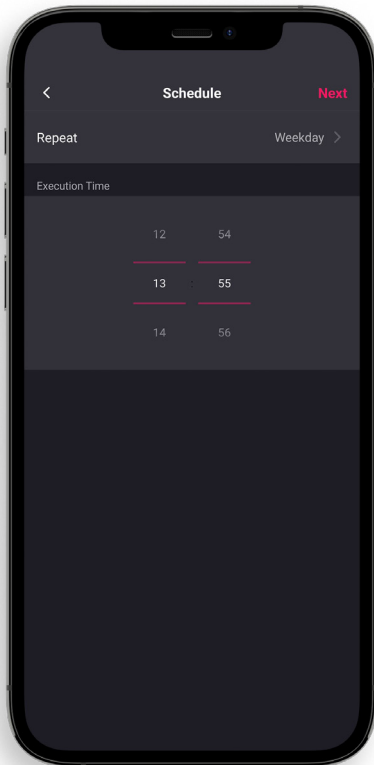 Schedule Next
Repeat Weekday
Execution Time
12 54
13 : 55
14 56